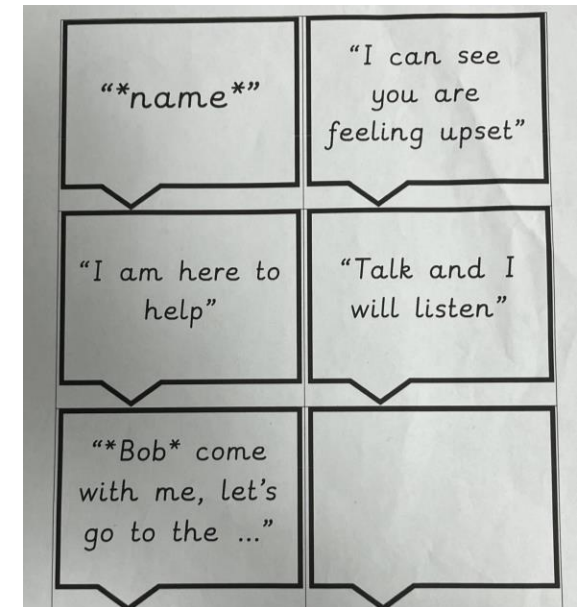 “*name*”
“I can see
you are
feeling upset”
“I am here to
help”
“Talk and I
will listen”
“*Bob* come
with me, let’s
go to the ...”